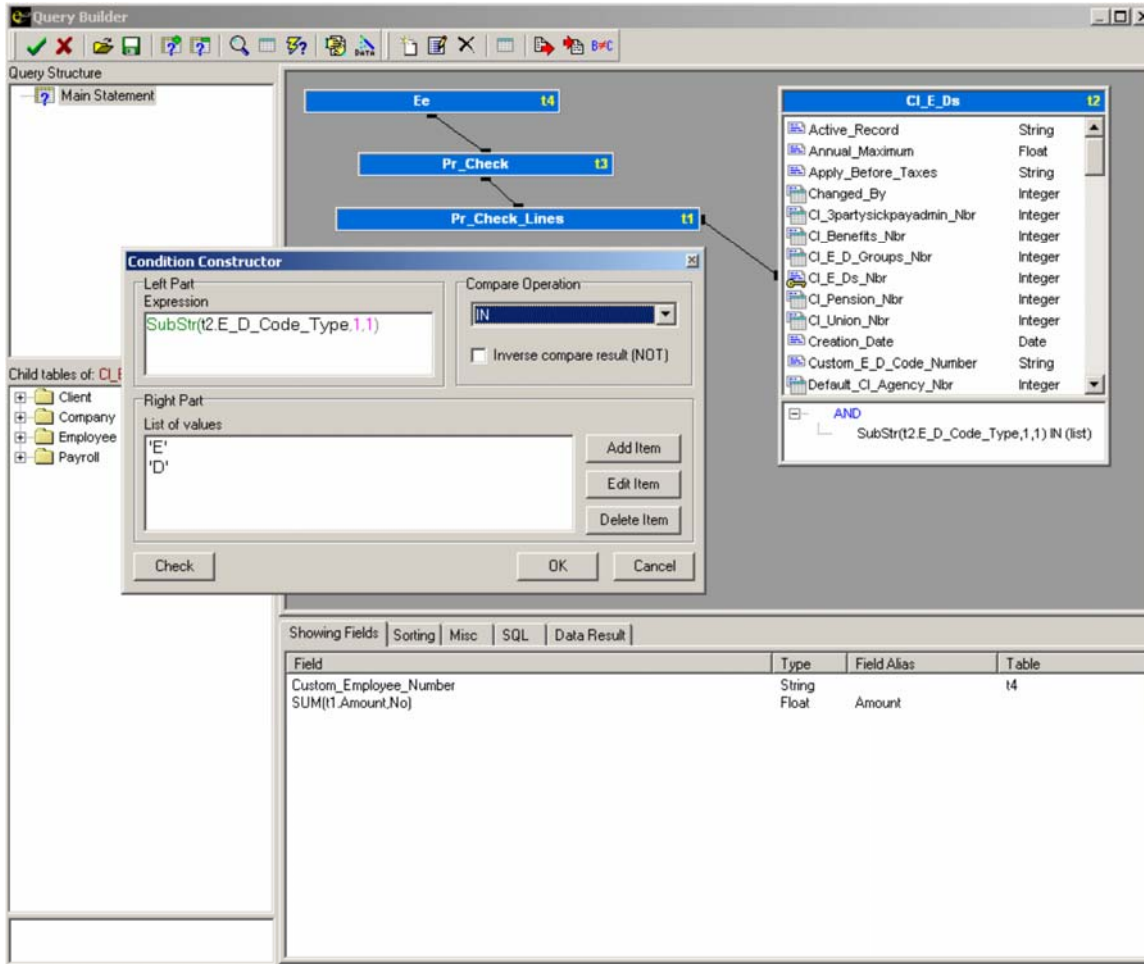 Query Builder
DATA
B≠C
Query Structure
Main Statement
Ee t4
Pr_Check t3
Pr_Check_Lines t1
Cl_E_Ds t2
Active_Record String
Annual_Maximum Float
Apply_Before_Taxes String
Changed_By Integer
Cl_3partysickpayadmin_Nbr Integer
Cl_Benefits_Nbr Integer
Cl_E_D_Groups_Nbr Integer
Cl_E_Ds_Nbr Integer
Cl_Pension_Nbr Integer
Cl_Union_Nbr Integer
Creation_Date Date
Custom_E_D_Code_Number String
Default_Cl_Agency_Nbr Integer
AND
SubStr(t2.E_D_Code_Type,1,1) IN (list)
Condition Constructor
Left Part
Expression
SubStr(t2.E_D_Code_Type,1,1)
Compare Operation
IN
Inverse compare result (NOT)
Right Part
List of values
'E'
'D'
Add Item
Edit Item
Delete Item
Check
OK
Cancel
Child tables of: Cl_E
Client
Company
Employee
Payroll
Showing Fields Sorting Misc SQL Data Result
Field Type Field Alias Table
Custom_Employee_Number String t4
SUM(t1.Amount,No) Float Amount